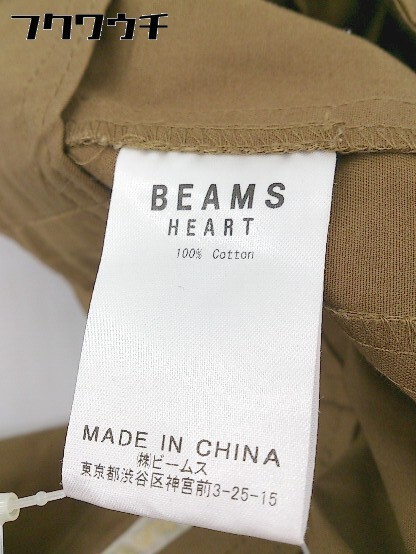 フクワウチ
BEAMS
HEART
100% Cotton
MADE IN CHINA
㈱ビームス
東京都渋谷区神宮前3-25-15